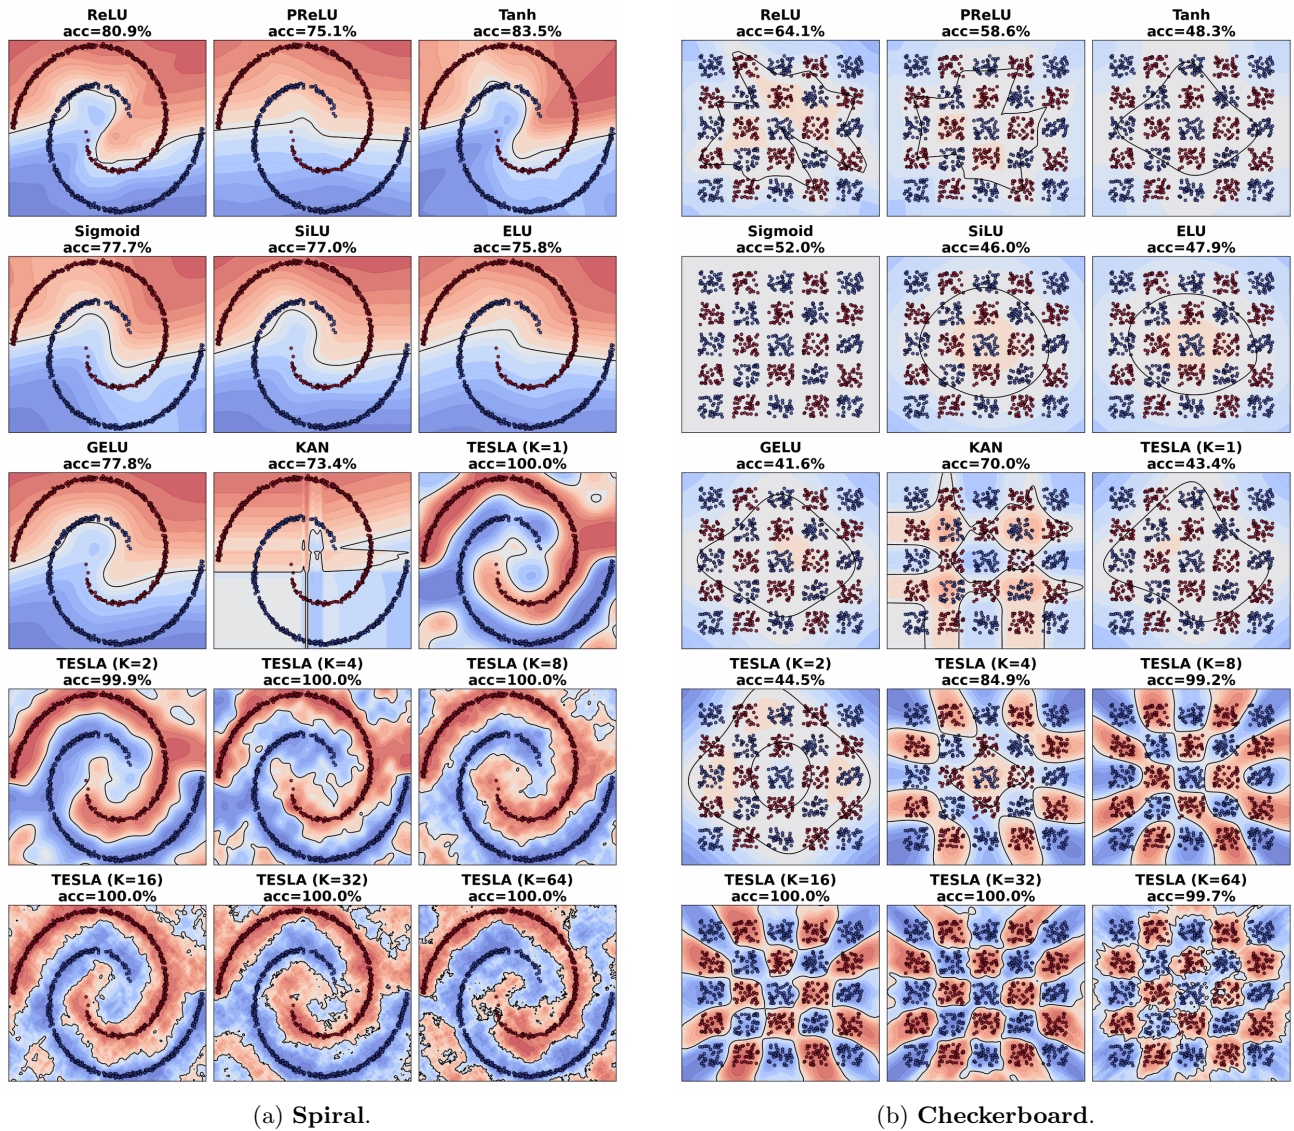 ReLU
acc=80.9%
PReLU
acc=75.1%
Tanh
acc=83.5%
Sigmoid
acc=77.7%
SiLU
acc=77.0%
ELU
acc=75.8%
GELU
acc=77.8%
KAN
acc=73.4%
TESLA (K=1)
acc=100.0%
TESLA (K=2)
acc=99.9%
TESLA (K=4)
acc=100.0%
TESLA (K=8)
acc=100.0%
TESLA (K=16)
acc=100.0%
TESLA (K=32)
acc=100.0%
TESLA (K=64)
acc=100.0%
(a) Spiral.
ReLU
acc=64.1%
PReLU
acc=58.6%
Tanh
acc=48.3%
Sigmoid
acc=52.0%
SiLU
acc=46.0%
ELU
acc=47.9%
GELU
acc=41.6%
KAN
acc=70.0%
TESLA (K=1)
acc=43.4%
TESLA (K=2)
acc=44.5%
TESLA (K=4)
acc=84.9%
TESLA (K=8)
acc=99.2%
TESLA (K=16)
acc=100.0%
TESLA (K=32)
acc=100.0%
TESLA (K=64)
acc=99.7%
(b) Checkerboard.